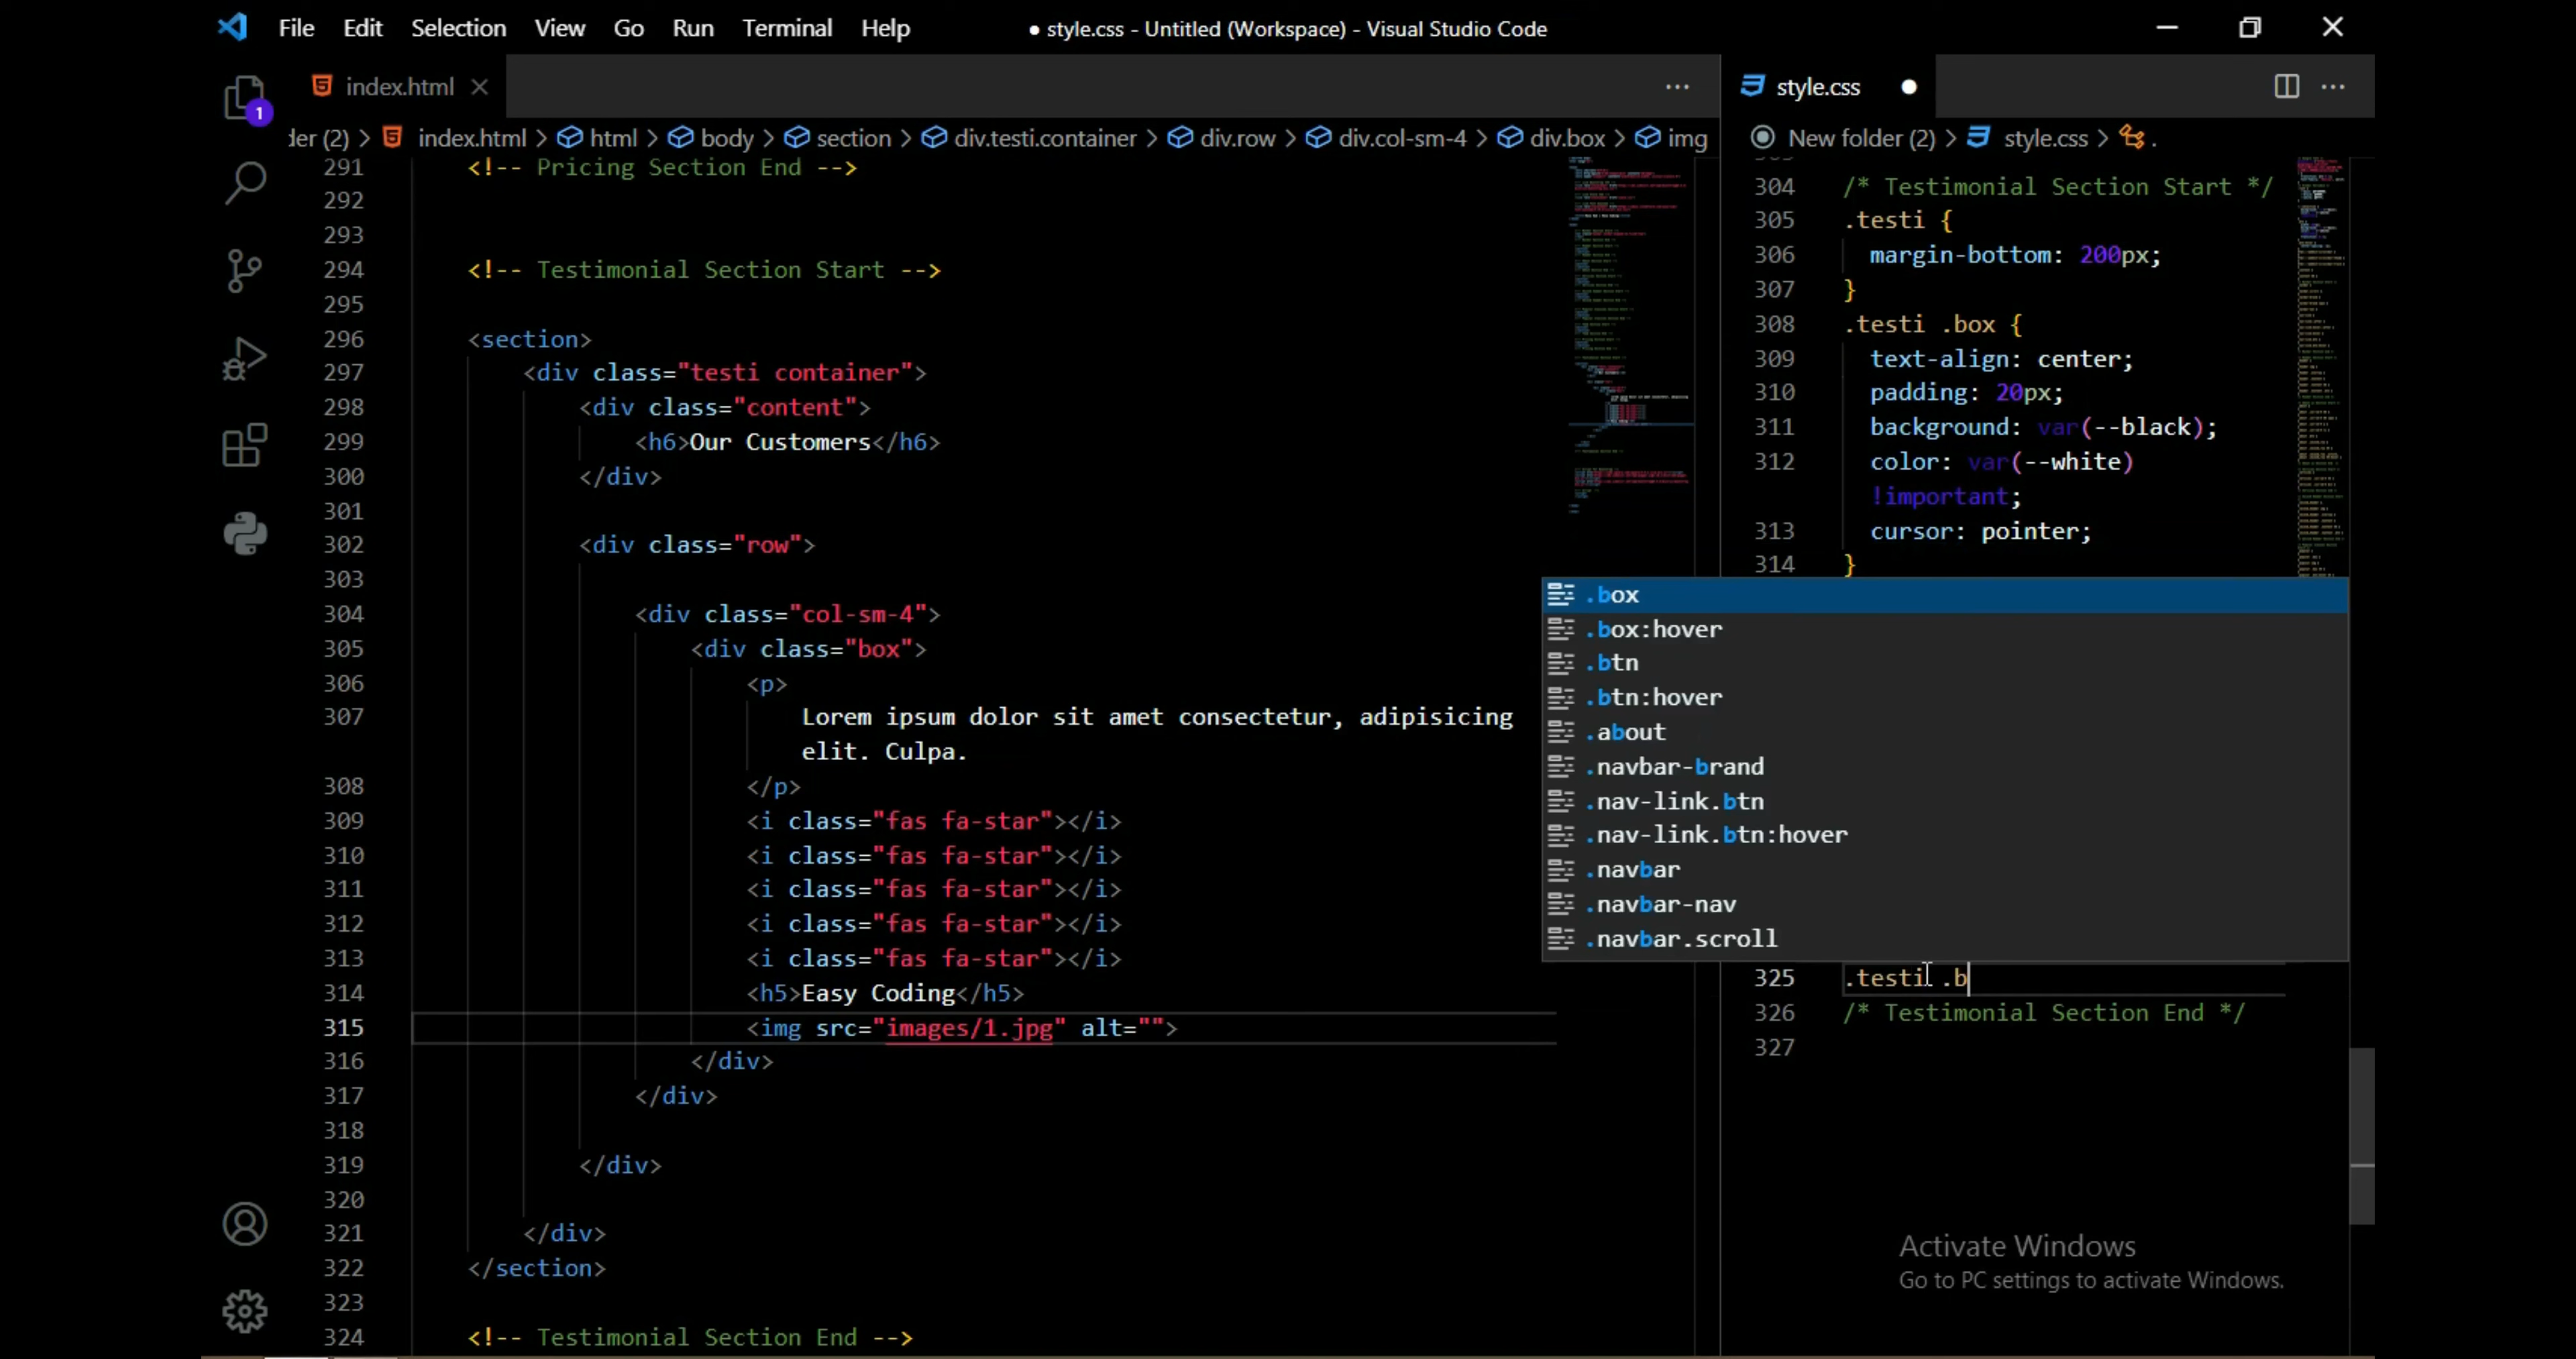 File Edit Selection View Go Run Terminal Help ● style.css - Untitled (Workspace) - Visual Studio Code
index.html
style.css
1
der (2) > index.html > html > body > section > div.testi.container > div.row > div.col-sm-4 > div.box > img
New folder (2) > style.css > .
291 <!-- Pricing Section End -->
292
293
294 <!-- Testimonial Section Start -->
295
296 <section>
297 <div class="testi container">
298 <div class="content">
299 <h6>Our Customers</h6>
300 </div>
301
302 <div class="row">
303
304 <div class="col-sm-4">
305 <div class="box">
306 <p>
307 Lorem ipsum dolor sit amet consectetur, adipisicing
elit. Culpa.
308 </p>
309 <i class="fas fa-star"></i>
310 <i class="fas fa-star"></i>
311 <i class="fas fa-star"></i>
312 <i class="fas fa-star"></i>
313 <i class="fas fa-star"></i>
314 <h5>Easy Coding</h5>
315 <img src="images/1.jpg" alt="">
316 </div>
317 </div>
318
319 </div>
320
321 </div>
322 </section>
323
324 <!-- Testimonial Section End -->
304 /* Testimonial Section Start */
305 .testi {
306 margin-bottom: 200px;
307 }
308 .testi .box {
309 text-align: center;
310 padding: 20px;
311 background: var(--black);
312 color: var(--white)
!important;
313 cursor: pointer;
314 }
.box
.box:hover
.btn
.btn:hover
.about
.navbar-brand
.nav-link.btn
.nav-link.btn:hover
.navbar
.navbar-nav
.navbar.scroll
325 .testi .b
326 /* Testimonial Section End */
327
Activate Windows
Go to PC settings to activate Windows.